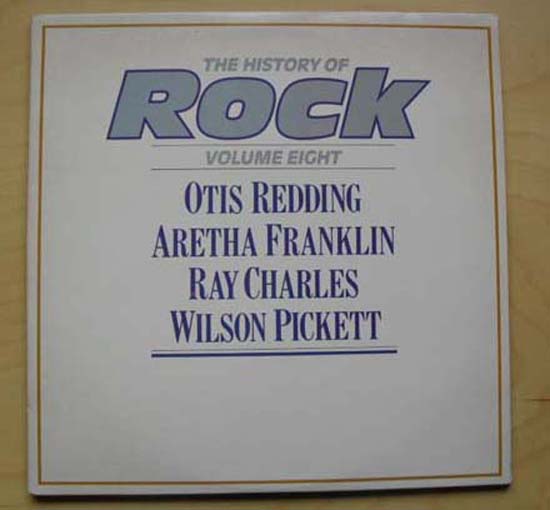 THE HISTORY OF
ROCK
VOLUME EIGHT
OTIS REDDING
ARETHA FRANKLIN
RAY CHARLES
WILSON PICKETT